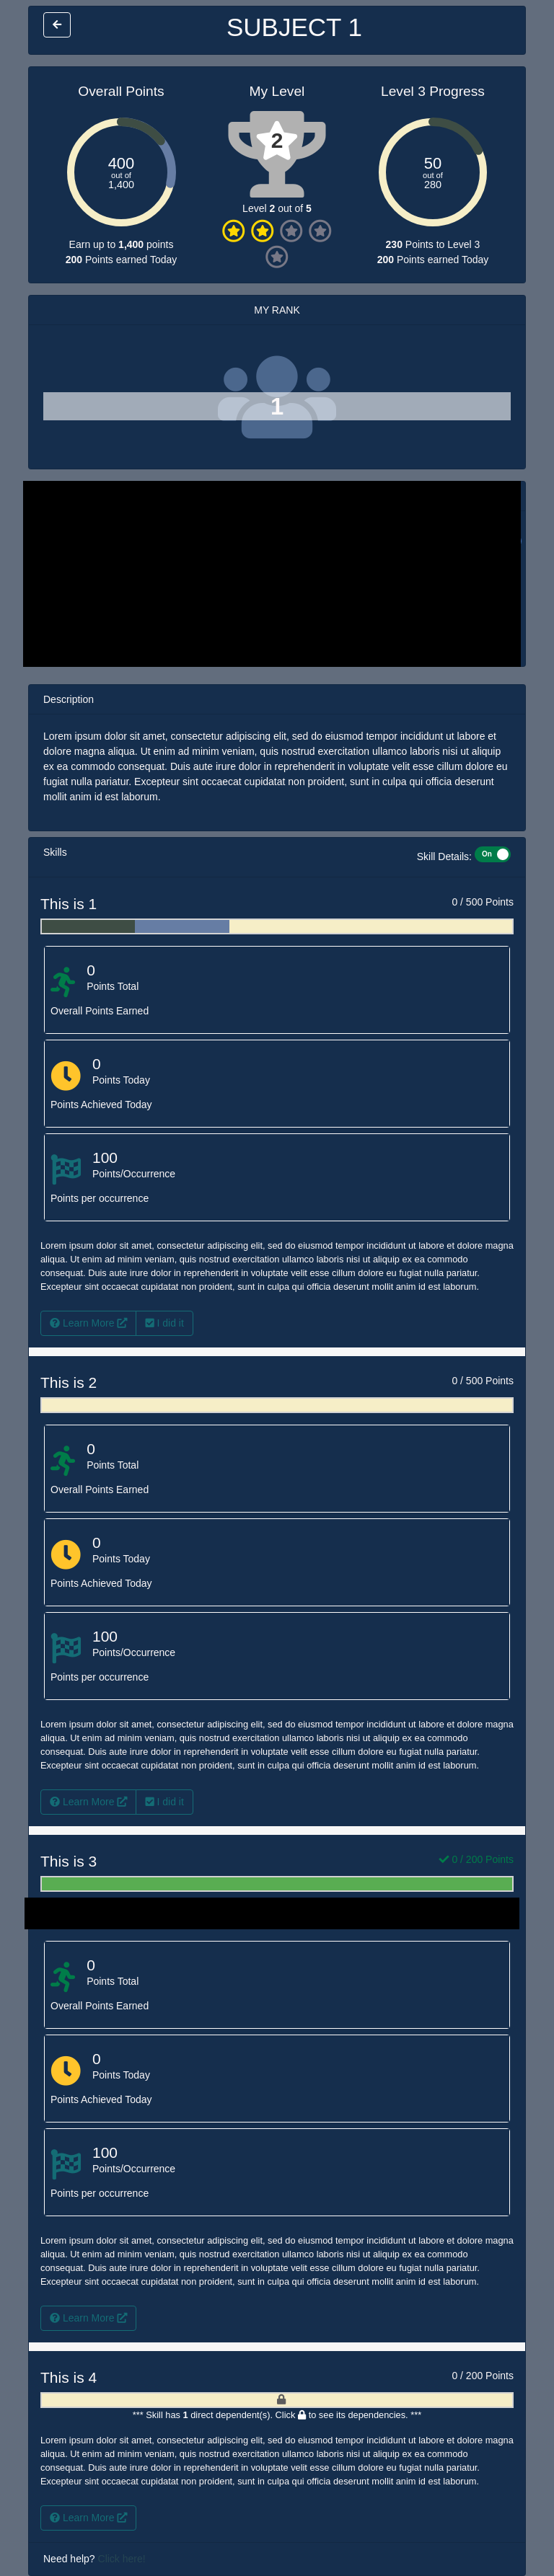 SUBJECT 1
Overall Points
400
out of
1,400
Earn up to 1,400 points
200 Points earned Today
My Level
2
Level 2 out of 5
Level 3 Progress
50
out of
280
230 Points to Level 3
200 Points earned Today
MY RANK
1
Description
Lorem ipsum dolor sit amet, consectetur adipiscing elit, sed do eiusmod tempor incididunt ut labore et
dolore magna aliqua. Ut enim ad minim veniam, quis nostrud exercitation ullamco laboris nisi ut aliquip
ex ea commodo consequat. Duis aute irure dolor in reprehenderit in voluptate velit esse cillum dolore eu
fugiat nulla pariatur. Excepteur sint occaecat cupidatat non proident, sunt in culpa qui officia deserunt
mollit anim id est laborum.
Skills
Skill Details: On
This is 1
0 / 500 Points
0
Points Total
Overall Points Earned
0
Points Today
Points Achieved Today
100
Points/Occurrence
Points per occurrence
Lorem ipsum dolor sit amet, consectetur adipiscing elit, sed do eiusmod tempor incididunt ut labore et dolore magna
aliqua. Ut enim ad minim veniam, quis nostrud exercitation ullamco laboris nisi ut aliquip ex ea commodo
consequat. Duis aute irure dolor in reprehenderit in voluptate velit esse cillum dolore eu fugiat nulla pariatur.
Excepteur sint occaecat cupidatat non proident, sunt in culpa qui officia deserunt mollit anim id est laborum.
Learn More
I did it
This is 2
0 / 500 Points
0
Points Total
Overall Points Earned
0
Points Today
Points Achieved Today
100
Points/Occurrence
Points per occurrence
Lorem ipsum dolor sit amet, consectetur adipiscing elit, sed do eiusmod tempor incididunt ut labore et dolore magna
aliqua. Ut enim ad minim veniam, quis nostrud exercitation ullamco laboris nisi ut aliquip ex ea commodo
consequat. Duis aute irure dolor in reprehenderit in voluptate velit esse cillum dolore eu fugiat nulla pariatur.
Excepteur sint occaecat cupidatat non proident, sunt in culpa qui officia deserunt mollit anim id est laborum.
Learn More
I did it
This is 3
0 / 200 Points
0
Points Total
Overall Points Earned
0
Points Today
Points Achieved Today
100
Points/Occurrence
Points per occurrence
Lorem ipsum dolor sit amet, consectetur adipiscing elit, sed do eiusmod tempor incididunt ut labore et dolore magna
aliqua. Ut enim ad minim veniam, quis nostrud exercitation ullamco laboris nisi ut aliquip ex ea commodo
consequat. Duis aute irure dolor in reprehenderit in voluptate velit esse cillum dolore eu fugiat nulla pariatur.
Excepteur sint occaecat cupidatat non proident, sunt in culpa qui officia deserunt mollit anim id est laborum.
Learn More
This is 4
0 / 200 Points
*** Skill has 1 direct dependent(s). Click to see its dependencies. ***
Lorem ipsum dolor sit amet, consectetur adipiscing elit, sed do eiusmod tempor incididunt ut labore et dolore magna
aliqua. Ut enim ad minim veniam, quis nostrud exercitation ullamco laboris nisi ut aliquip ex ea commodo
consequat. Duis aute irure dolor in reprehenderit in voluptate velit esse cillum dolore eu fugiat nulla pariatur.
Excepteur sint occaecat cupidatat non proident, sunt in culpa qui officia deserunt mollit anim id est laborum.
Learn More
Need help? Click here!